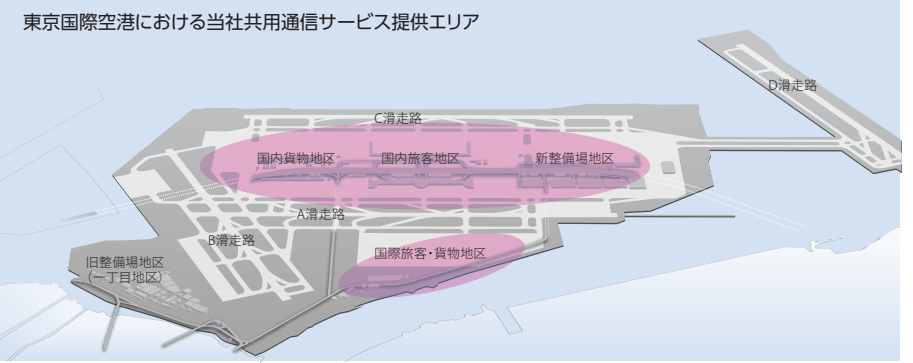 東京国際空港における当社共用通信サービス提供エリア
D滑走路
C滑走路
国内貨物地区
国内旅客地区
新整備場地区
A滑走路
B滑走路
国際旅客・貨物地区
旧整備場地区
(一丁目地区)